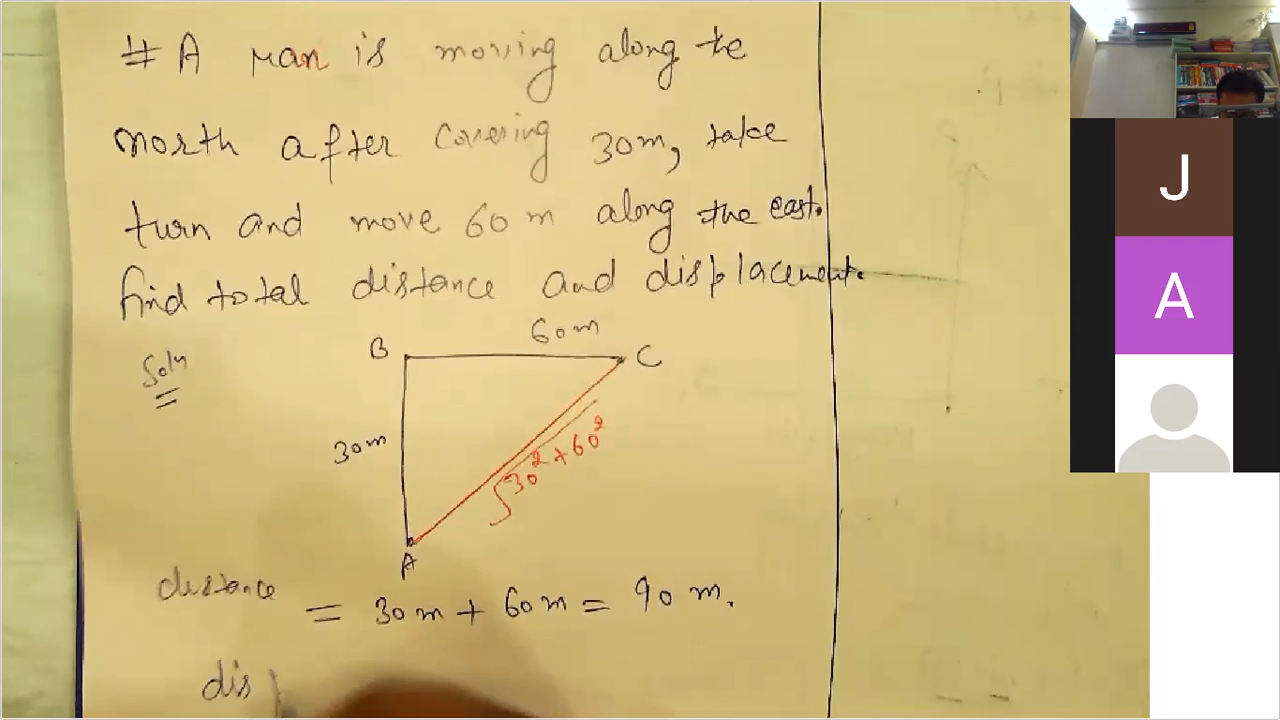 # A man is moving along the
north after covering 30m, take
turn and move 60 m along the east.
find total distance and displacement.
Soln
B
60m
C
30m
√30²+60²
A
distance
= 30m + 60m = 90 m.
dis
J
A